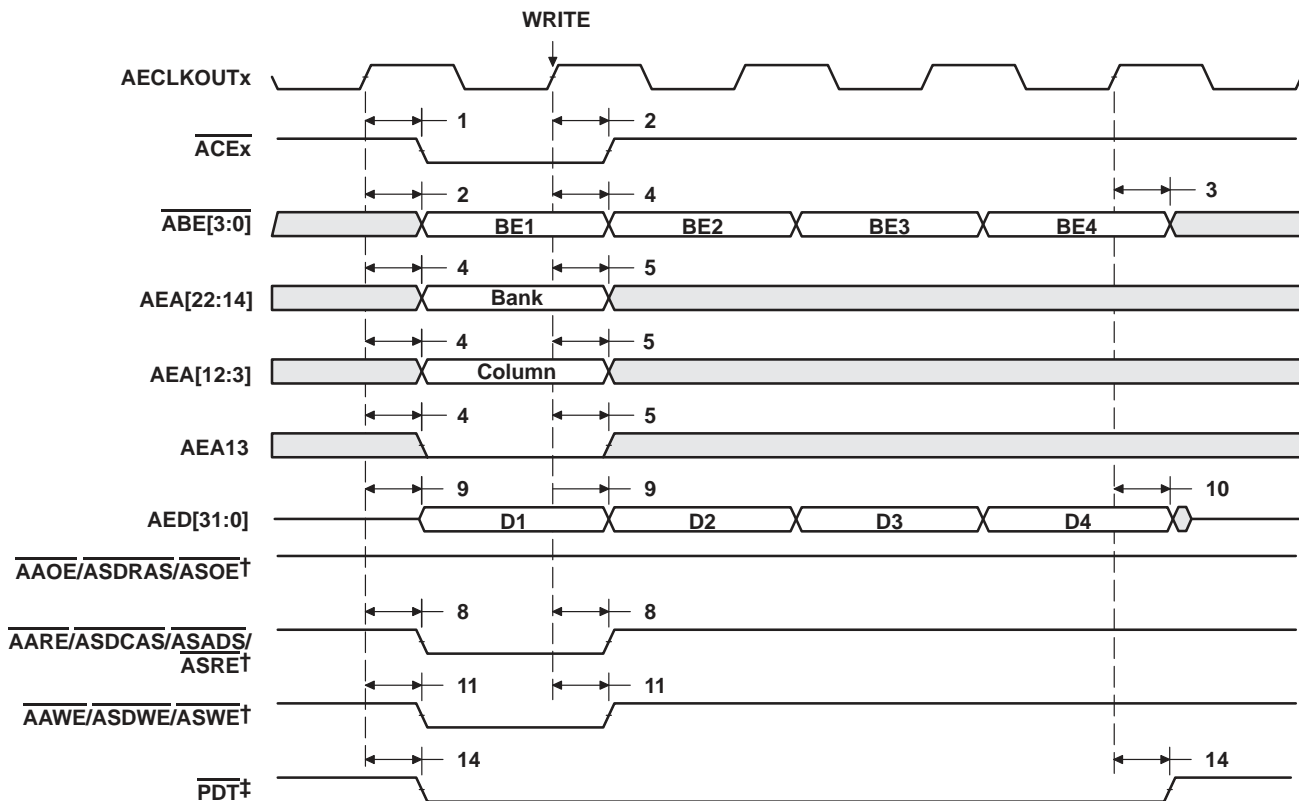 WRITE
AECLKOUTx
1 2
ACEx
2 4 3
ABE[3:0] BE1 BE2 BE3 BE4
4 5
AEA[22:14] Bank
4 5
AEA[12:3] Column
4 5
AEA13
9 9 10
AED[31:0] D1 D2 D3 D4
AAOE/ASDRAS/ASOE†
8 8
AARE/ASDCAS/ASADS/
ASRE†
11 11
AAWE/ASDWE/ASWE†
14 14
PDT‡